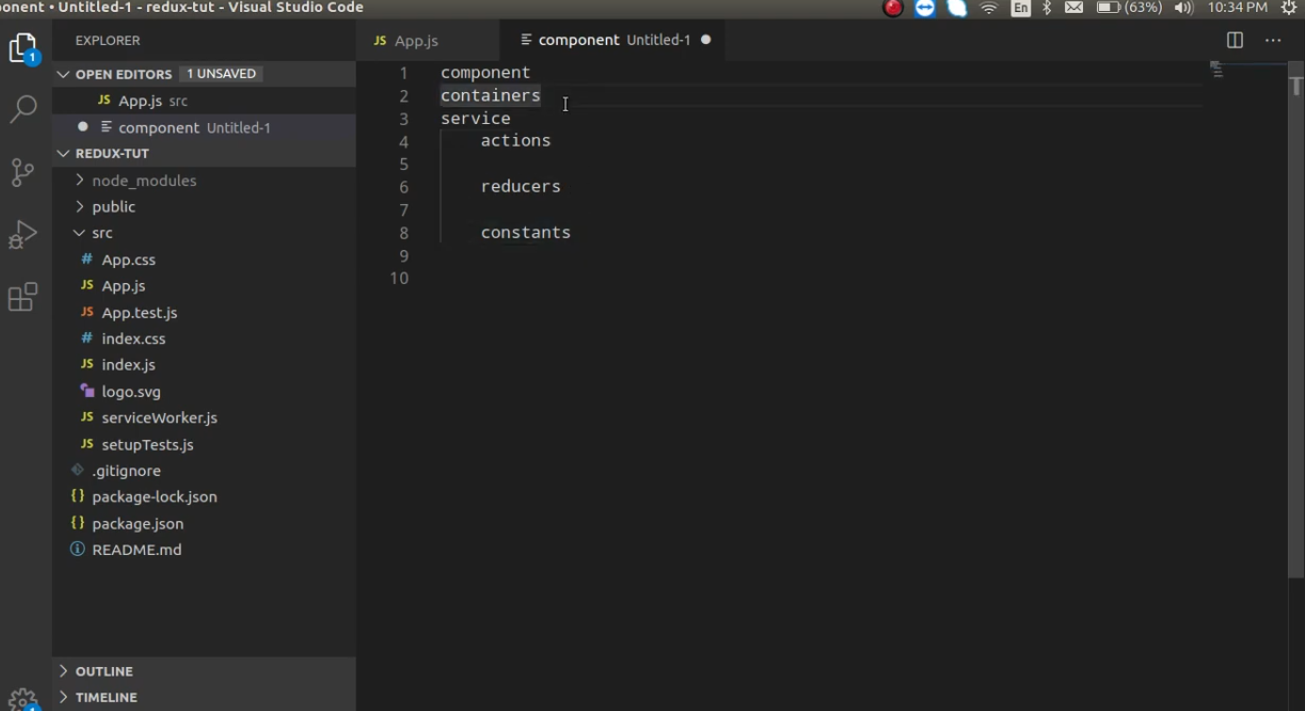 onent • Untitled-1 - redux-tut - Visual Studio Code
En
(63%)
10:34 PM
1
EXPLORER
OPEN EDITORS 1 UNSAVED
JS App.js src
component Untitled-1
REDUX-TUT
node_modules
public
src
# App.css
JS App.js
JS App.test.js
# index.css
JS index.js
logo.svg
JS serviceWorker.js
JS setupTests.js
.gitignore
{} package-lock.json
{} package.json
README.md
OUTLINE
TIMELINE
1
JS App.js
component Untitled-1
1 component
2 containers
3 service
4 actions
5
6 reducers
7
8 constants
9
10
T